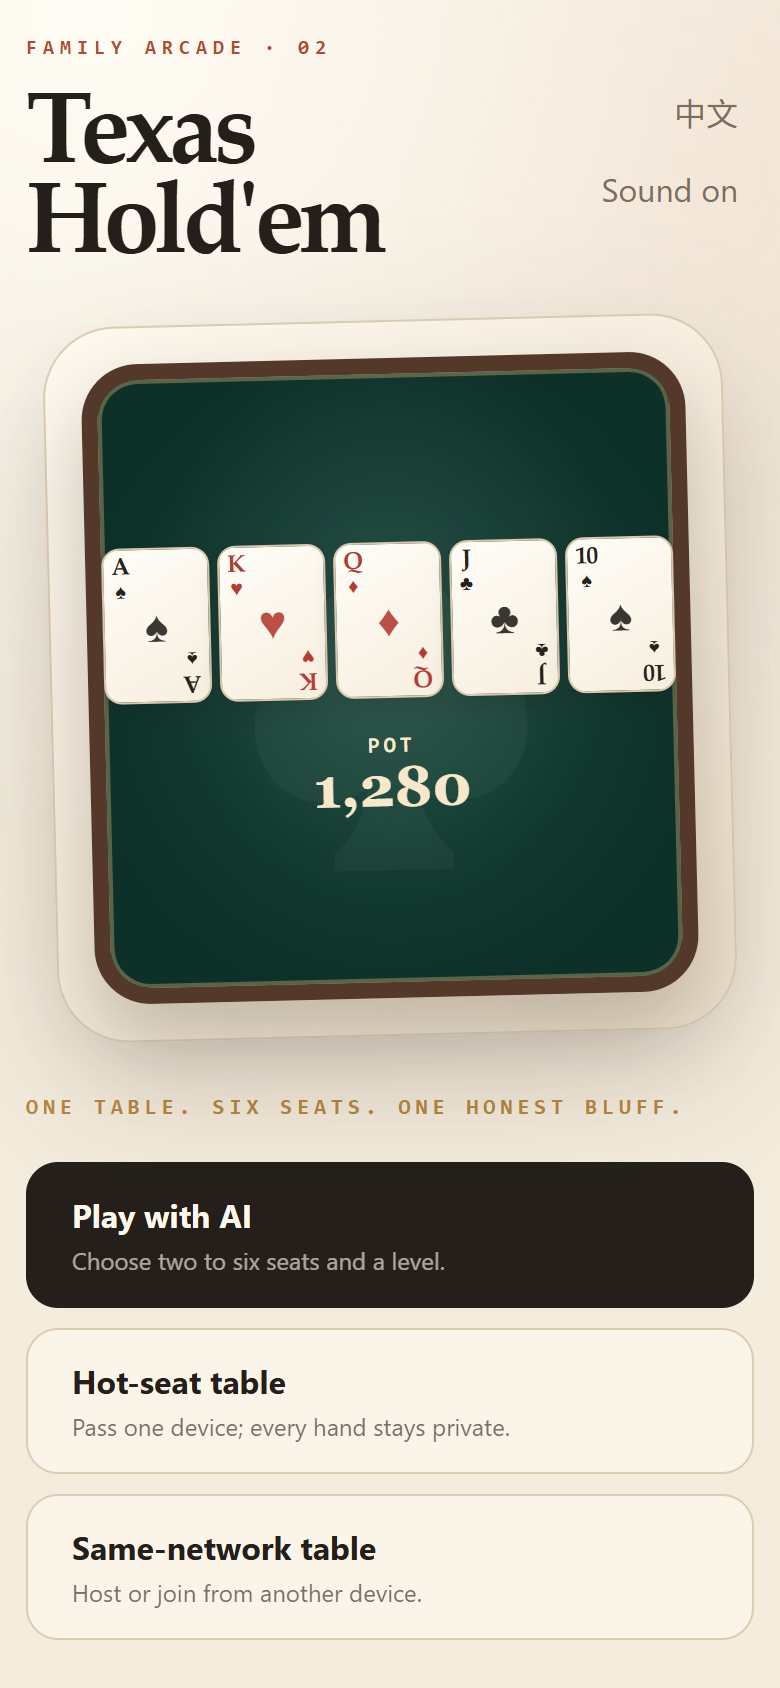 FAMILY ARCADE · 02
Texas
Hold'em
中文
Sound on
A
♠
♠
♠
A
K
♥
♥
♥
K
Q
♦
♦
♦
Q
J
♣
♣
♣
J
10
♠
♠
♠
10
POT
1,280
ONE TABLE. SIX SEATS. ONE HONEST BLUFF.
Play with AI
Choose two to six seats and a level.
Hot-seat table
Pass one device; every hand stays private.
Same-network table
Host or join from another device.